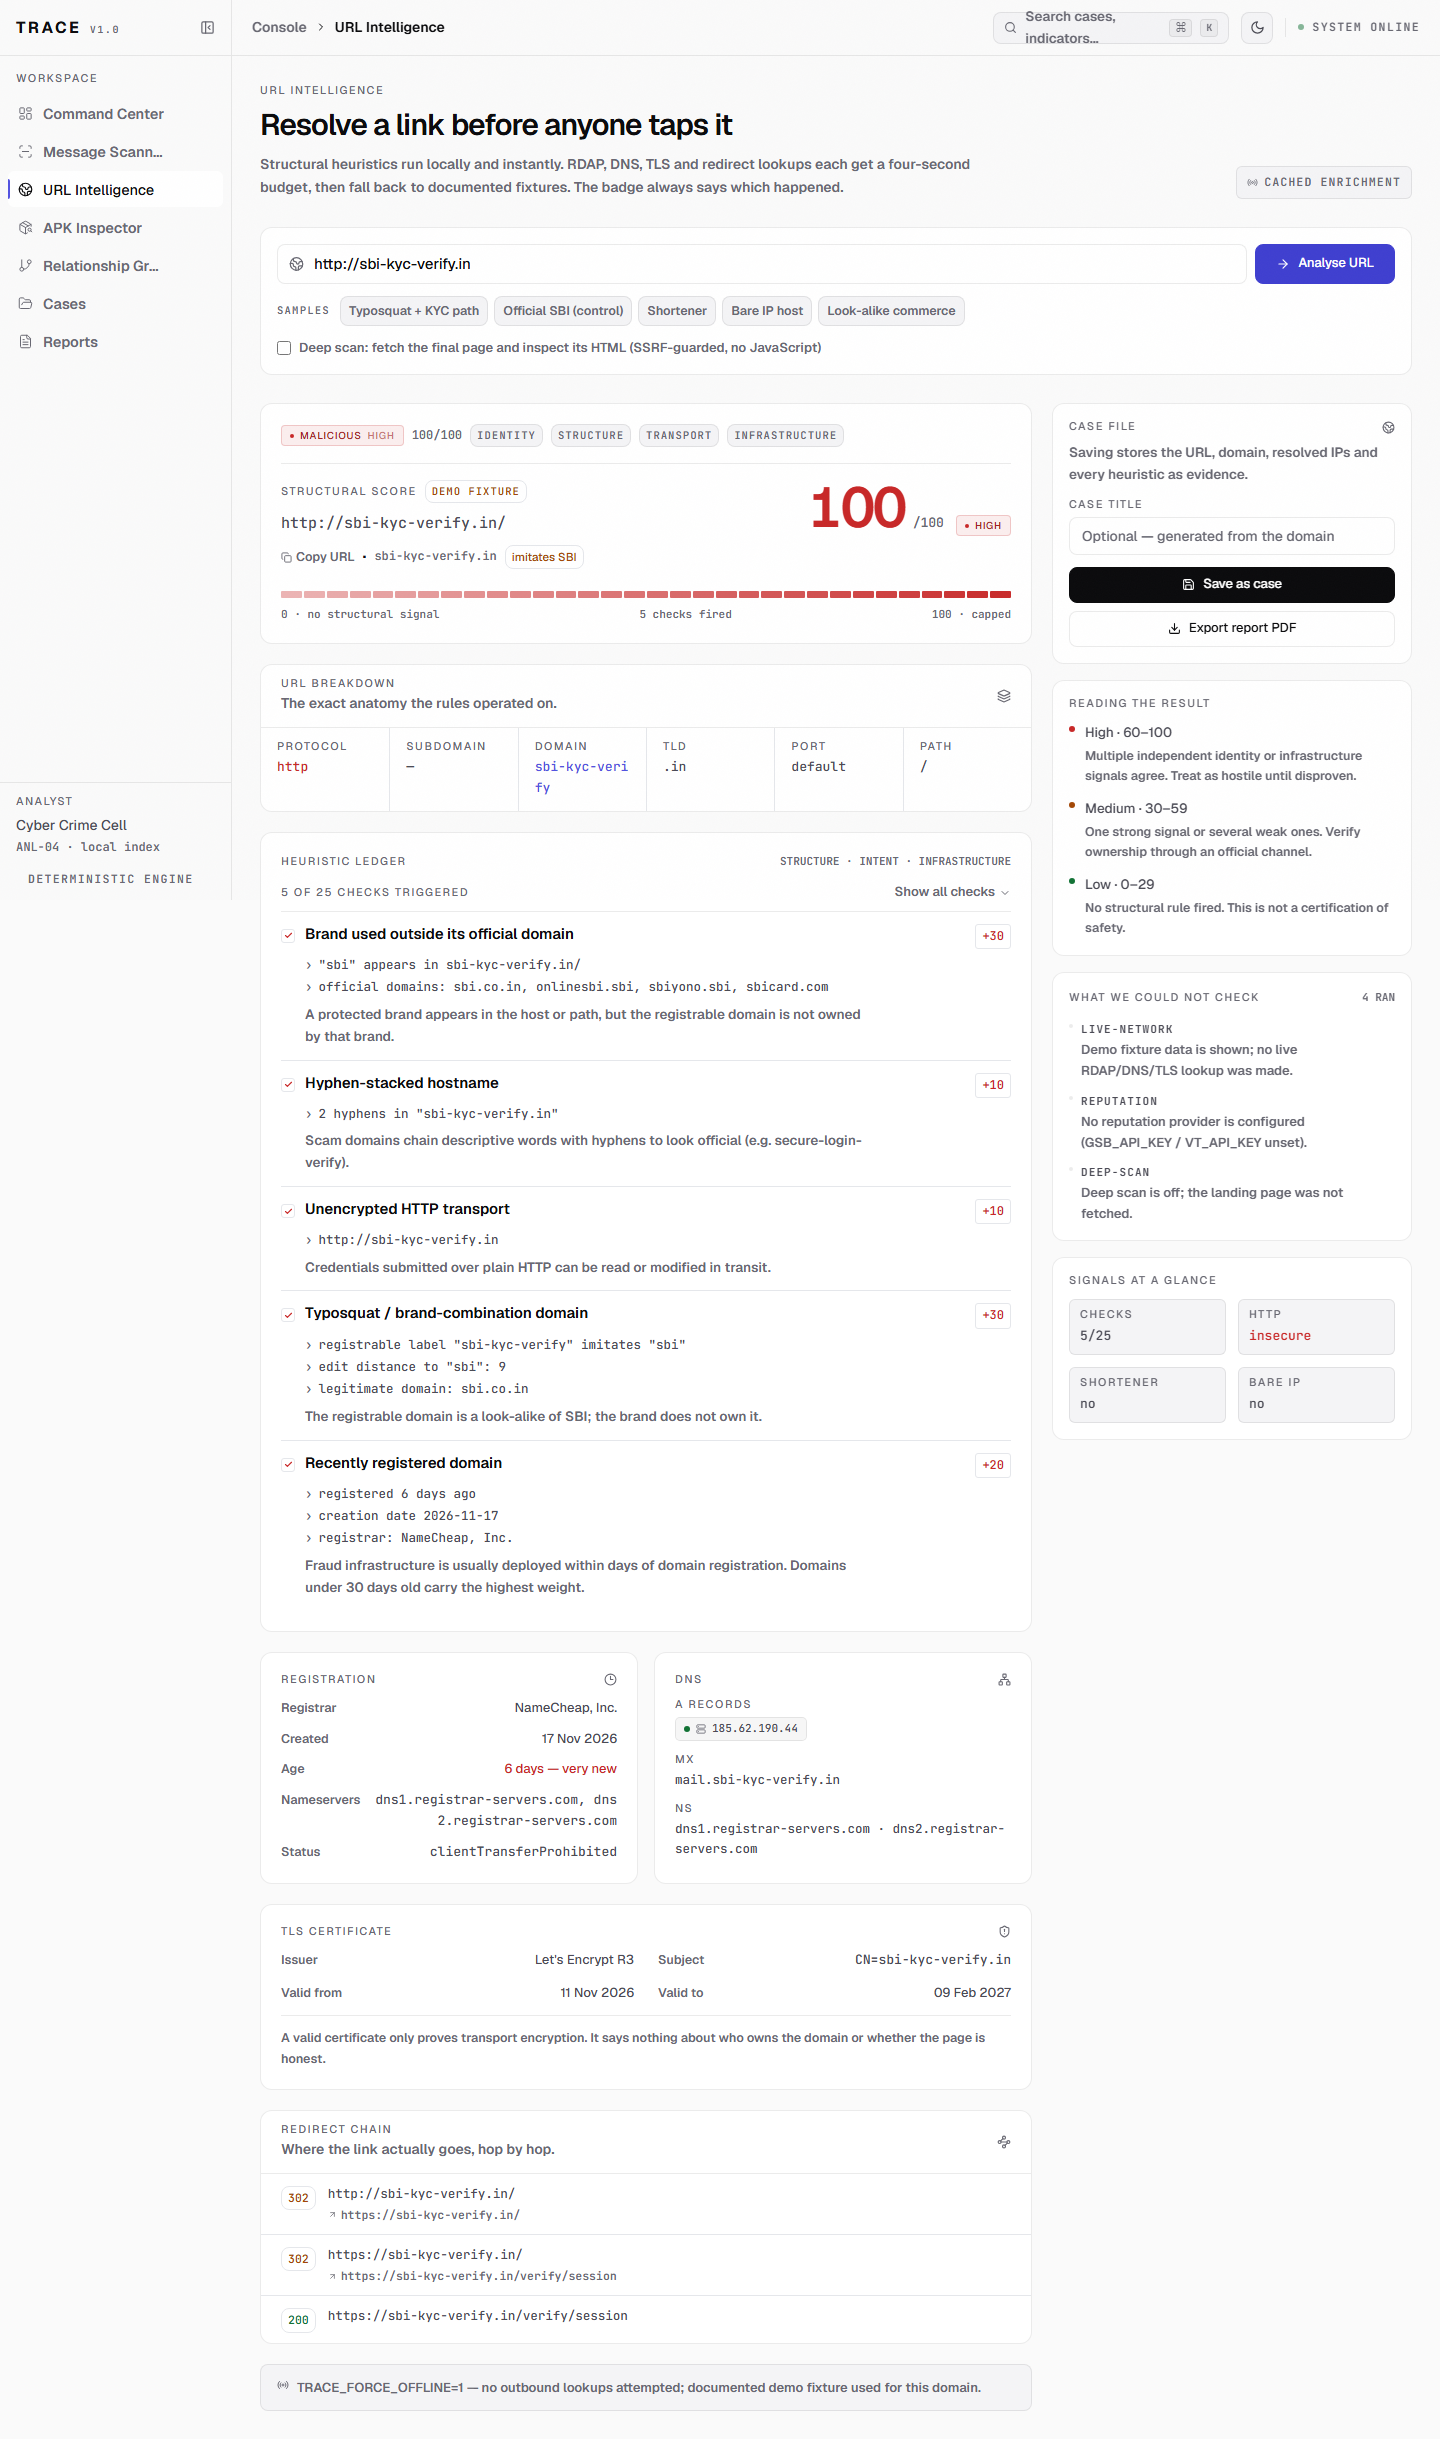 TRACE V1.0
Console › URL Intelligence
Search cases, indicators...
⌘ K
SYSTEM ONLINE
WORKSPACE
Command Center
Message Scann...
URL Intelligence
APK Inspector
Relationship Gr...
Cases
Reports
ANALYST
Cyber Crime Cell
ANL-04 · local index
DETERMINISTIC ENGINE
URL INTELLIGENCE
Resolve a link before anyone taps it
Structural heuristics run locally and instantly. RDAP, DNS, TLS and redirect lookups each get a four-second
budget, then fall back to documented fixtures. The badge always says which happened.
CACHED ENRICHMENT
http://sbi-kyc-verify.in
Analyse URL
SAMPLES Typosquat + KYC path Official SBI (control) Shortener Bare IP host Look-alike commerce
Deep scan: fetch the final page and inspect its HTML (SSRF-guarded, no JavaScript)
MALICIOUS HIGH 100/100 IDENTITY STRUCTURE TRANSPORT INFRASTRUCTURE
STRUCTURAL SCORE DEMO FIXTURE
http://sbi-kyc-verify.in/
Copy URL • sbi-kyc-verify.in imitates SBI
100 /100 HIGH
0 · no structural signal 5 checks fired 100 · capped
URL BREAKDOWN
The exact anatomy the rules operated on.
PROTOCOL
http
SUBDOMAIN
—
DOMAIN
sbi-kyc-veri
fy
TLD
.in
PORT
default
PATH
/
HEURISTIC LEDGER STRUCTURE · INTENT · INFRASTRUCTURE
5 OF 25 CHECKS TRIGGERED Show all checks
Brand used outside its official domain +30
› "sbi" appears in sbi-kyc-verify.in/
› official domains: sbi.co.in, onlinesbi.sbi, sbiyono.sbi, sbicard.com
A protected brand appears in the host or path, but the registrable domain is not owned
by that brand.
Hyphen-stacked hostname +10
› 2 hyphens in "sbi-kyc-verify.in"
Scam domains chain descriptive words with hyphens to look official (e.g. secure-login-
verify).
Unencrypted HTTP transport +10
› http://sbi-kyc-verify.in
Credentials submitted over plain HTTP can be read or modified in transit.
Typosquat / brand-combination domain +30
› registrable label "sbi-kyc-verify" imitates "sbi"
› edit distance to "sbi": 9
› legitimate domain: sbi.co.in
The registrable domain is a look-alike of SBI; the brand does not own it.
Recently registered domain +20
› registered 6 days ago
› creation date 2026-11-17
› registrar: NameCheap, Inc.
Fraud infrastructure is usually deployed within days of domain registration. Domains
under 30 days old carry the highest weight.
REGISTRATION
Registrar NameCheap, Inc.
Created 17 Nov 2026
Age 6 days — very new
Nameservers dns1.registrar-servers.com, dns
2.registrar-servers.com
Status clientTransferProhibited
DNS
A RECORDS
185.62.190.44
MX
mail.sbi-kyc-verify.in
NS
dns1.registrar-servers.com · dns2.registrar-
servers.com
TLS CERTIFICATE
Issuer Let's Encrypt R3 Subject CN=sbi-kyc-verify.in
Valid from 11 Nov 2026 Valid to 09 Feb 2027
A valid certificate only proves transport encryption. It says nothing about who owns the domain or whether the page is
honest.
REDIRECT CHAIN
Where the link actually goes, hop by hop.
302 http://sbi-kyc-verify.in/
https://sbi-kyc-verify.in/
302 https://sbi-kyc-verify.in/
https://sbi-kyc-verify.in/verify/session
200 https://sbi-kyc-verify.in/verify/session
TRACE_FORCE_OFFLINE=1 — no outbound lookups attempted; documented demo fixture used for this domain.
CASE FILE
Saving stores the URL, domain, resolved IPs and
every heuristic as evidence.
CASE TITLE
Optional — generated from the domain
Save as case
Export report PDF
READING THE RESULT
High · 60–100
Multiple independent identity or infrastructure
signals agree. Treat as hostile until disproven.
Medium · 30–59
One strong signal or several weak ones. Verify
ownership through an official channel.
Low · 0–29
No structural rule fired. This is not a certification of
safety.
WHAT WE COULD NOT CHECK 4 RAN
LIVE-NETWORK
Demo fixture data is shown; no live
RDAP/DNS/TLS lookup was made.
REPUTATION
No reputation provider is configured
(GSB_API_KEY / VT_API_KEY unset).
DEEP-SCAN
Deep scan is off; the landing page was not
fetched.
SIGNALS AT A GLANCE
CHECKS
5/25
HTTP
insecure
SHORTENER
no
BARE IP
no